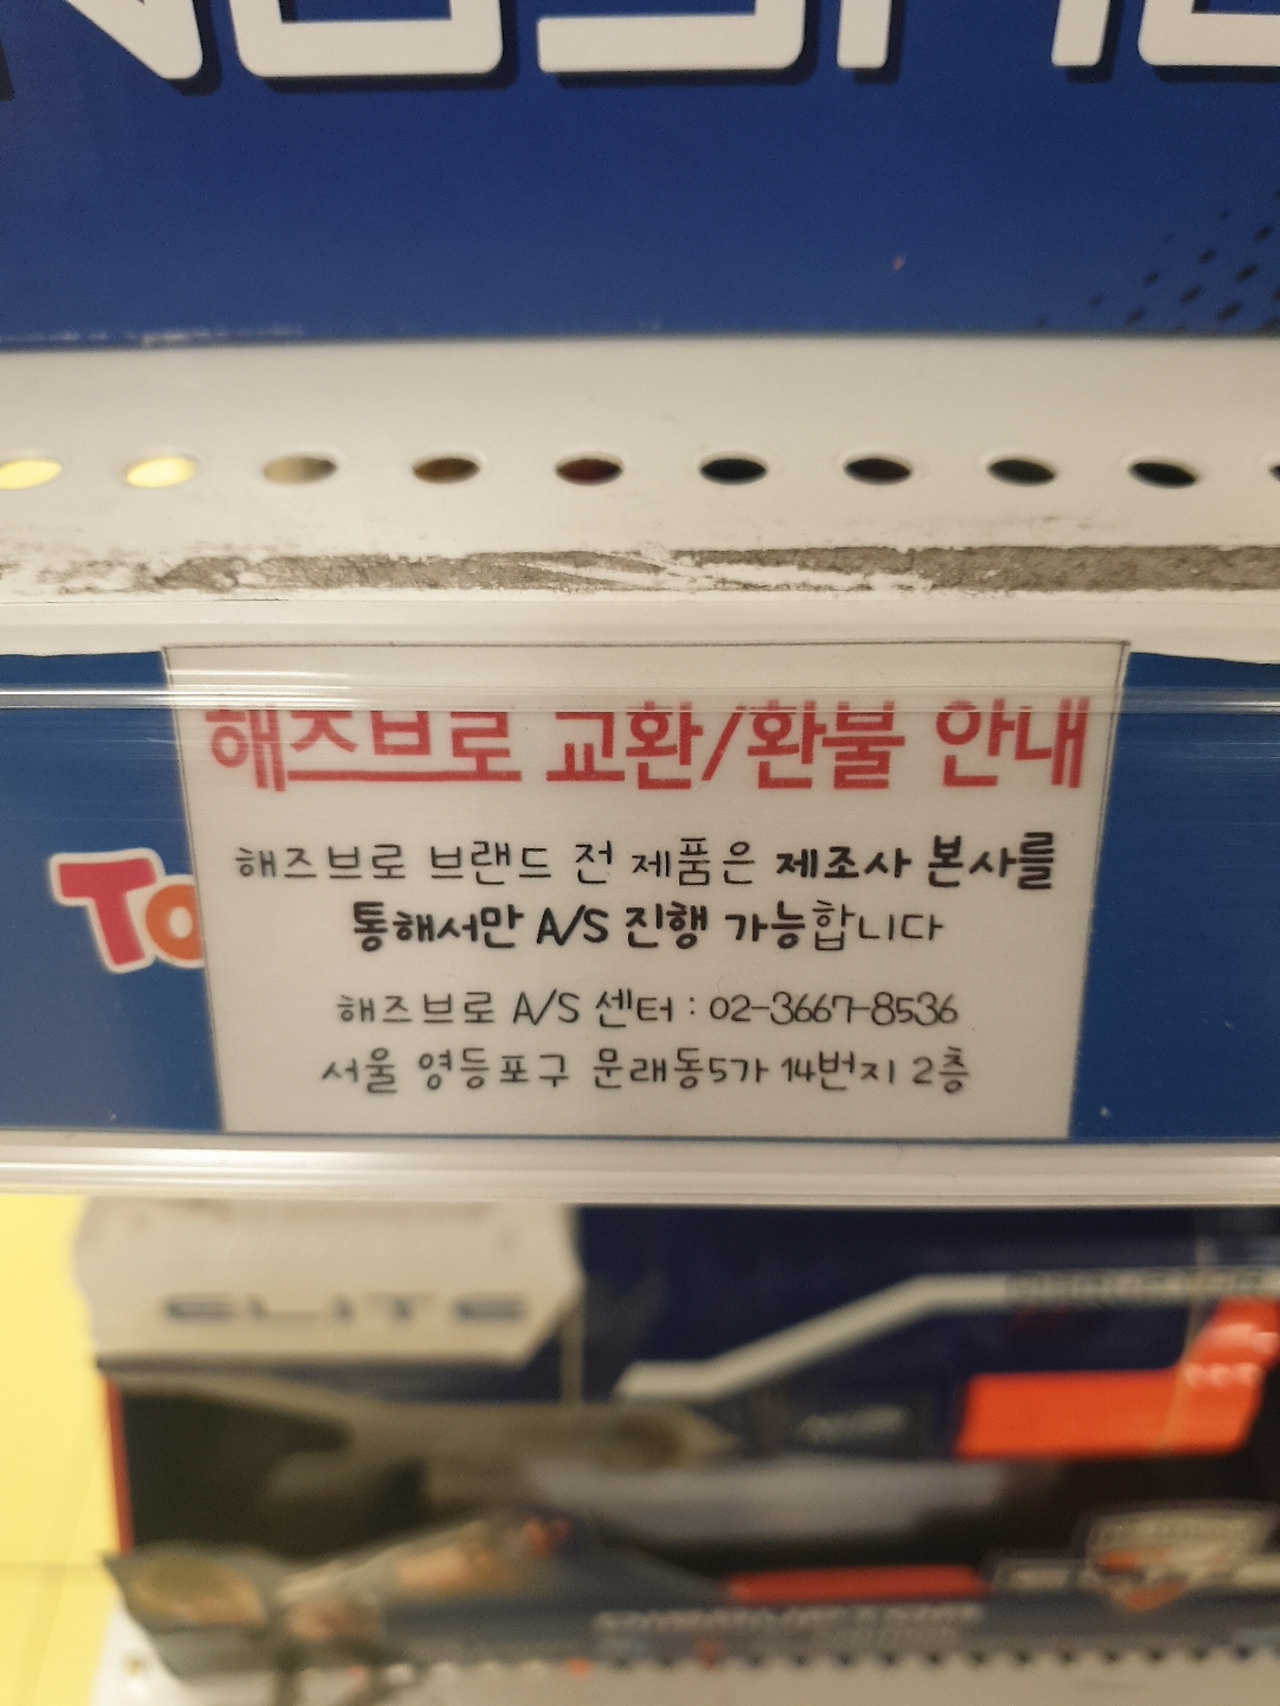 해즈브로 교환/환불 안내
해즈브로 브랜드 전 제품은 제조사 본사를
통해서만 A/S 진행 가능합니다
해즈브로 A/S 센터 : 02-3667-8536
서울 영등포구 문래동5가 14번지 2층
To
ELITE